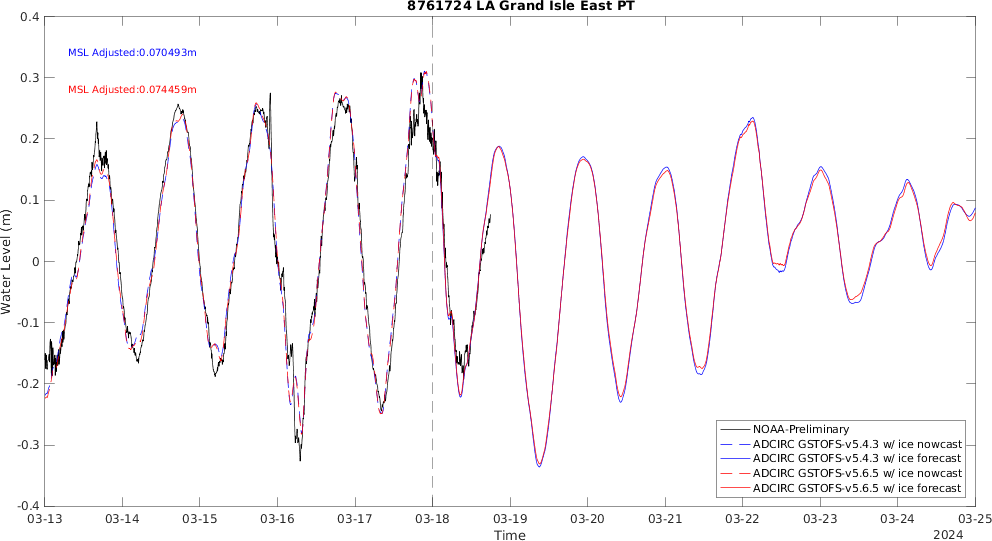 8761724 LA Grand Isle East PT
MSL Adjusted:0.070493m
MSL Adjusted:0.074459m
Water Level (m)
0.4
0.3
0.2
0.1
0
-0.1
-0.2
-0.3
-0.4
NOAA-Preliminary
ADCIRC GSTOFS-v5.4.3 w/ ice nowcast
ADCIRC GSTOFS-v5.4.3 w/ ice forecast
ADCIRC GSTOFS-v5.6.5 w/ ice nowcast
ADCIRC GSTOFS-v5.6.5 w/ ice forecast
03-13 03-14 03-15 03-16 03-17 03-18 03-19 03-20 03-21 03-22 03-23 03-24 03-25
Time
2024